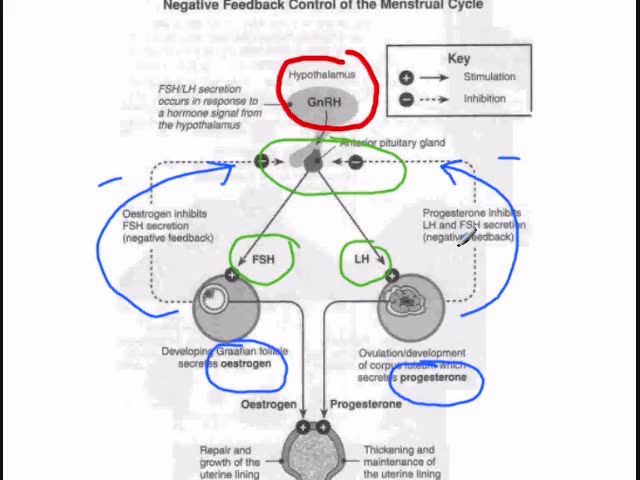 Negative Feedback Control of the Menstrual Cycle
Key
Stimulation
Inhibition
Hypothalamus
GnRH
FSH/LH secretion
occurs in response to
a hormone signal from
the hypothalamus
Anterior pituitary gland
Oestrogen inhibits
FSH secretion
(negative feedback)
Progesterone inhibits
LH and FSH secretion
(negative feedback)
FSH
LH
Developing Graafian follicle
secretes oestrogen
Ovulation/development
of corpus luteum which
secretes progesterone
Oestrogen
Progesterone
Repair and
growth of the
uterine lining
Thickening and
maintenance of
the uterine lining